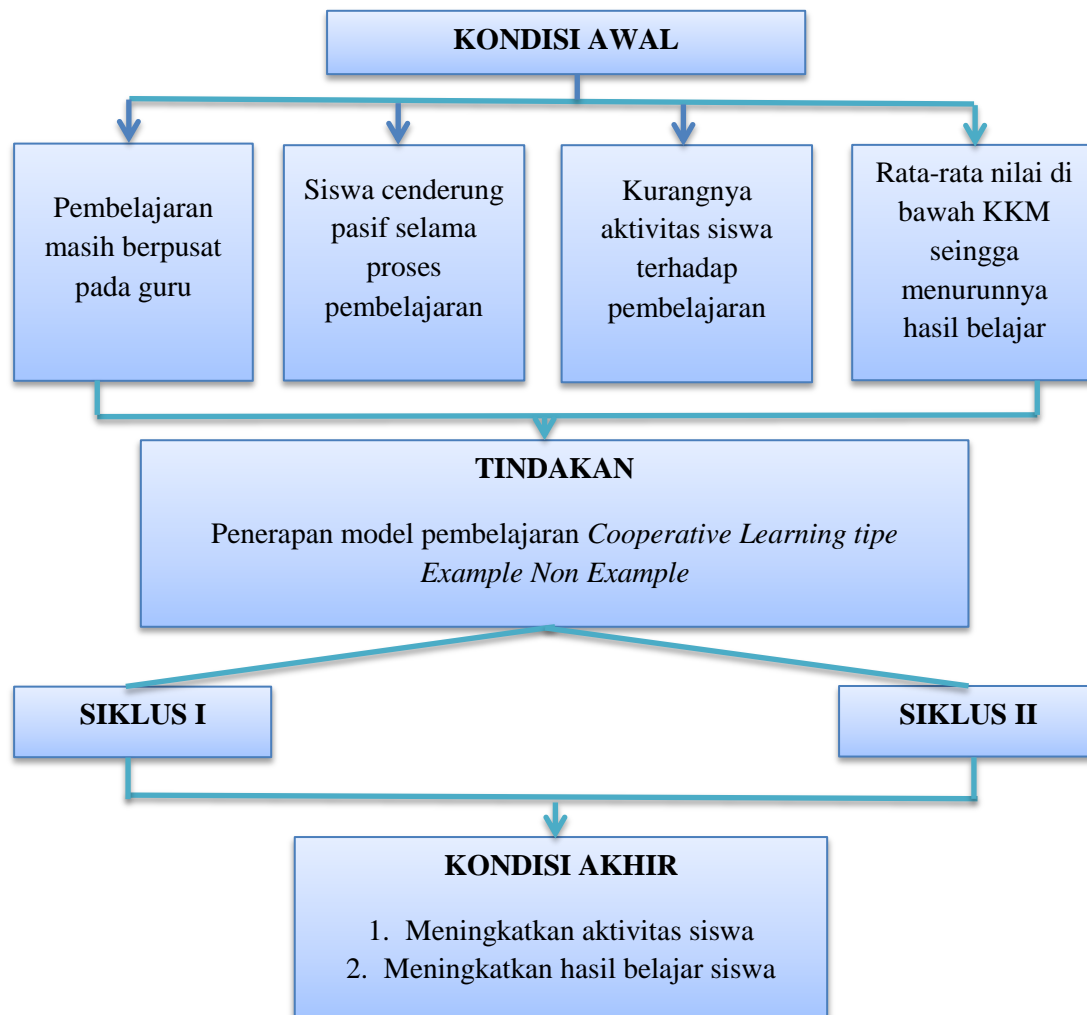 KONDISI AWAL
Pembelajaran
masih berpusat
pada guru
Siswa cenderung
pasif selama
proses
pembelajaran
Kurangnya
aktivitas siswa
terhadap
pembelajaran
Rata-rata nilai di
bawah KKM
seingga
menurunnya
hasil belajar
TINDAKAN
Penerapan model pembelajaran Cooperative Learning tipe
Example Non Example
SIKLUS I
SIKLUS II
KONDISI AKHIR
1. Meningkatkan aktivitas siswa
2. Meningkatkan hasil belajar siswa